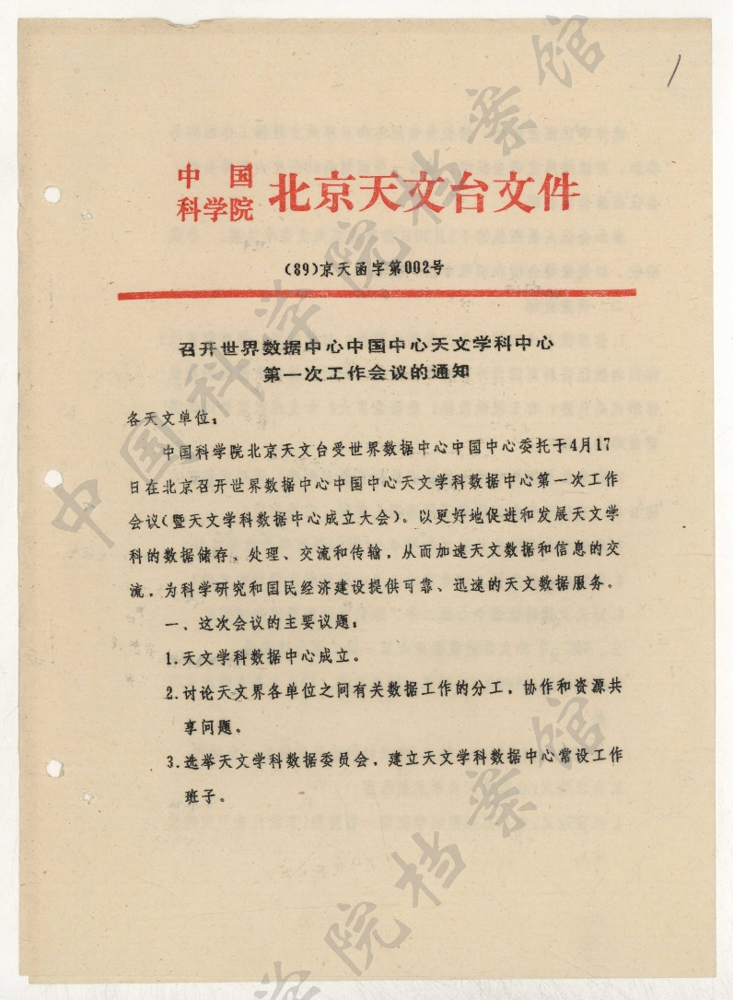 1
中国
科学院 北京天文台文件
(89)京天函字第002号
召开世界数据中心中国中心天文学科中心
第一次工作会议的通知
各天文单位：
中国科学院北京天文台受世界数据中心中国中心委托于4月17
日在北京召开世界数据中心中国中心天文学科数据中心第一次工作
会议(暨天文学科数据中心成立大会)。以更好地促进和发展天文学
科的数据储存、处理、交流和传输，从而加速天文数据和信息的交
流，为科学研究和国民经济建设提供可靠、迅速的天文数据服务。
一、这次会议的主要议题：
1.天文学科数据中心成立。
2.讨论天文界各单位之间有关数据工作的分工，协作和资源共
享问题。
3.选举天文学科数据委员会，建立天文学科数据中心常设工作
班子。
中国科学院档案馆
学院档案馆